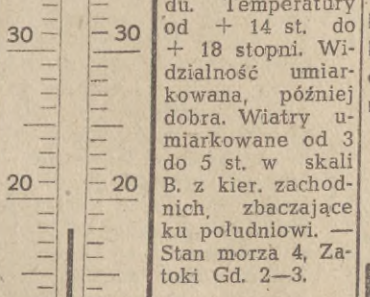 du. Temperatury
od + 14 st. do
+ 18 stopni. Wi-
dzialność umiar-
kowana, później
dobra. Wiatry u-
miarkowane od 3
do 5 st. w skali
B. z kier. zachod-
nich, zbaczające
ku południowi. —
Stan morza 4, Za-
toki Gd. 2—3.
30 30
20 20